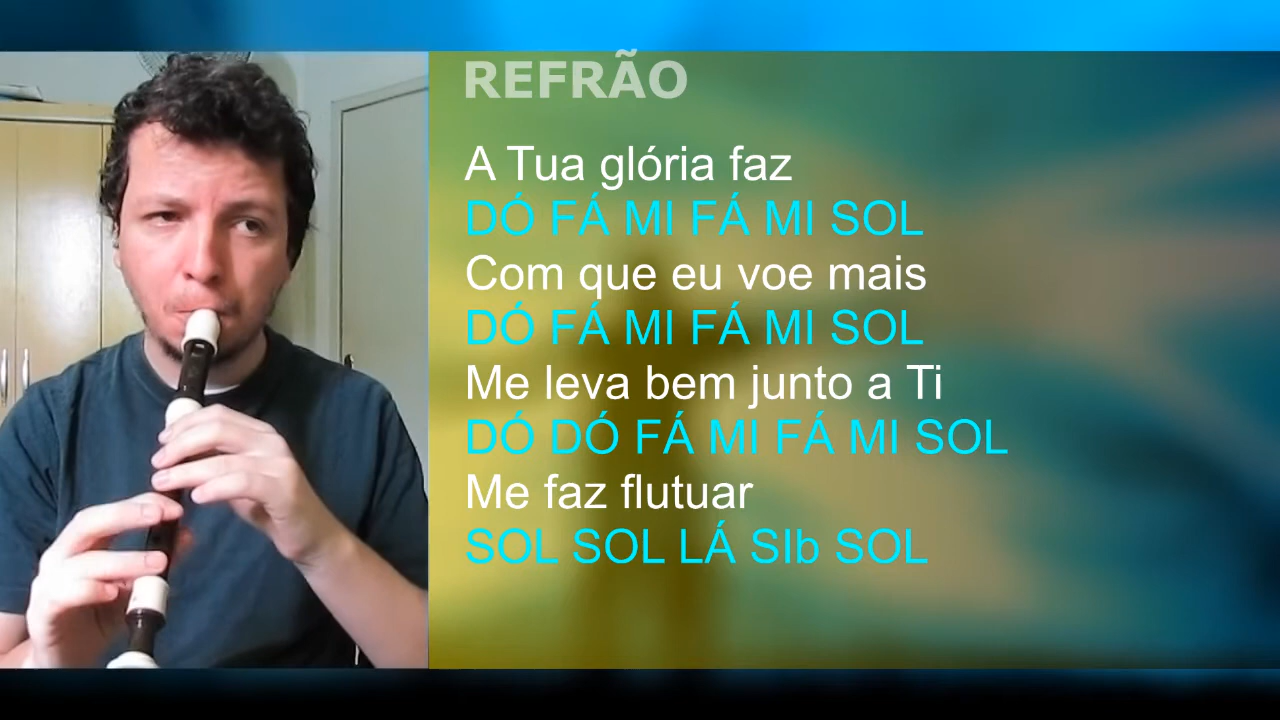 REFRÃO
A Tua glória faz
DÓ FÁ MI FÁ MI SOL
Com que eu voe mais
DÓ FÁ MI FÁ MI SOL
Me leva bem junto a Ti
DÓ DÓ FÁ MI FÁ MI SOL
Me faz flutuar
SOL SOL LÁ SIb SOL